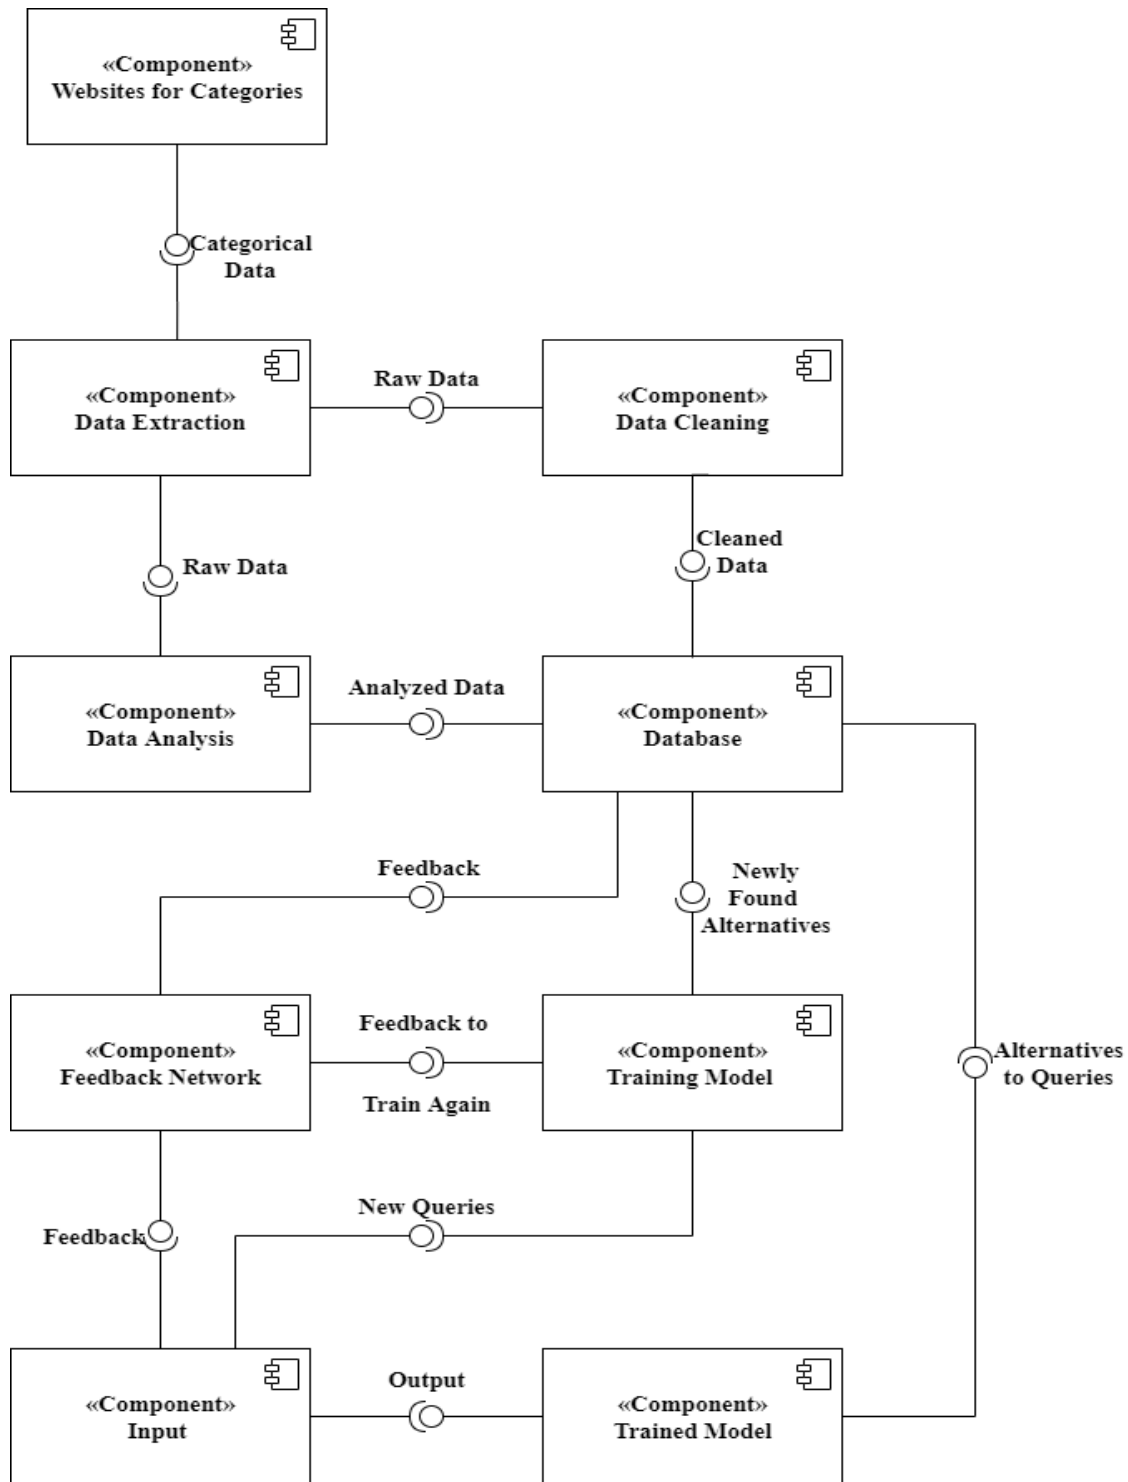 «Component»
Websites for Categories
Categorical
Data
«Component»
Data Extraction
Raw Data
«Component»
Data Cleaning
Raw Data
Cleaned
Data
«Component»
Data Analysis
Analyzed Data
«Component»
Database
Feedback
Newly
Found
Alternatives
«Component»
Feedback Network
Feedback to
Train Again
«Component»
Training Model
Alternatives
to Queries
Feedback
New Queries
«Component»
Input
Output
«Component»
Trained Model